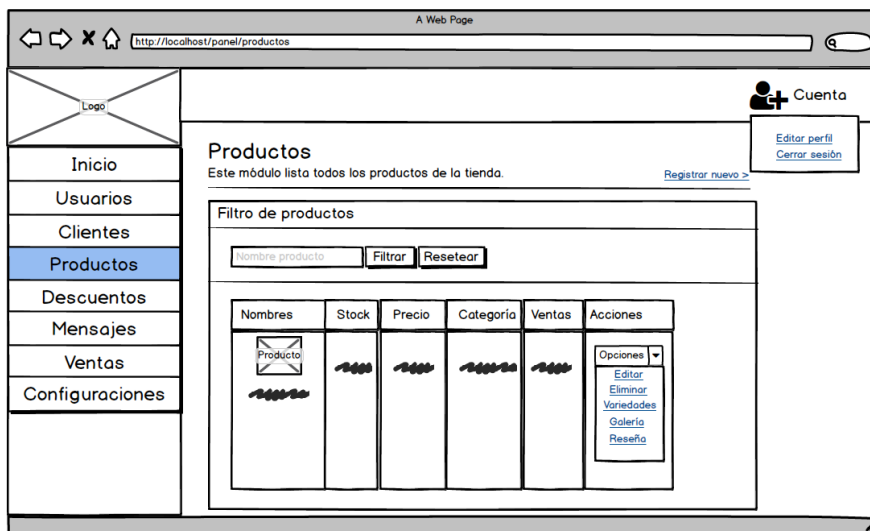 A Web Page
http://localhost/panel/productos
Logo
Cuenta
Editar perfil
Cerrar sesión
Inicio
Usuarios
Clientes
Productos
Descuentos
Mensajes
Ventas
Configuraciones
Productos
Este módulo lista todos los productos de la tienda.
Registrar nuevo >
Filtro de productos
Nombre producto Filtrar Resetear
Nombres Stock Precio Categoría Ventas Acciones
Producto
Opciones
Editar
Eliminar
Variedades
Galería
Reseña